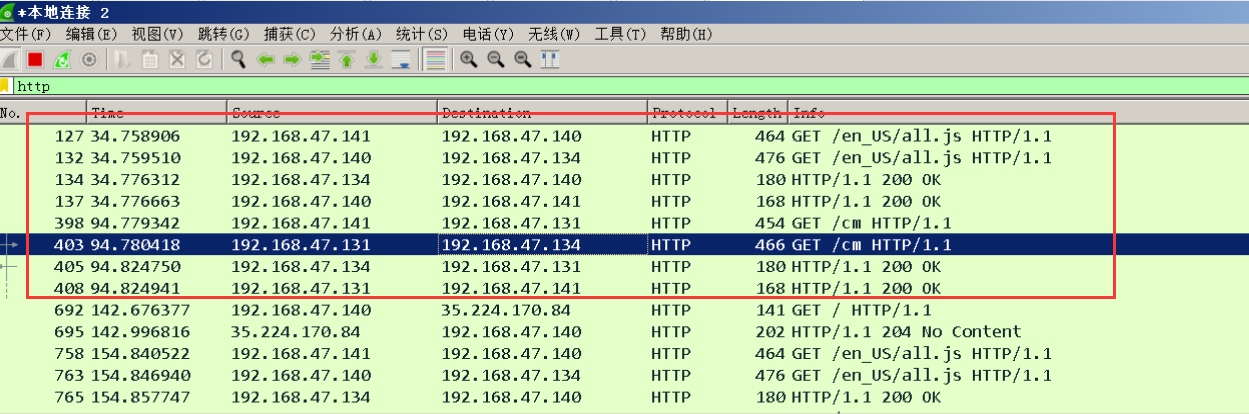 *本地连接 2
文件(F) 编辑(E) 视图(V) 跳转(G) 捕获(C) 分析(A) 统计(S) 电话(Y) 无线(W) 工具(T) 帮助(H)
http
No. Time Source Destination Protocol Length Info
127 34.758906 192.168.47.141 192.168.47.140 HTTP 464 GET /en_US/all.js HTTP/1.1
132 34.759510 192.168.47.140 192.168.47.134 HTTP 476 GET /en_US/all.js HTTP/1.1
134 34.776312 192.168.47.134 192.168.47.140 HTTP 180 HTTP/1.1 200 OK
137 34.776663 192.168.47.140 192.168.47.141 HTTP 168 HTTP/1.1 200 OK
398 94.779342 192.168.47.141 192.168.47.131 HTTP 454 GET /cm HTTP/1.1
403 94.780418 192.168.47.131 192.168.47.134 HTTP 466 GET /cm HTTP/1.1
405 94.824750 192.168.47.134 192.168.47.131 HTTP 180 HTTP/1.1 200 OK
408 94.824941 192.168.47.131 192.168.47.141 HTTP 168 HTTP/1.1 200 OK
692 142.676377 192.168.47.140 35.224.170.84 HTTP 141 GET / HTTP/1.1
695 142.996816 35.224.170.84 192.168.47.140 HTTP 202 HTTP/1.1 204 No Content
758 154.840522 192.168.47.141 192.168.47.140 HTTP 464 GET /en_US/all.js HTTP/1.1
763 154.846940 192.168.47.140 192.168.47.134 HTTP 476 GET /en_US/all.js HTTP/1.1
765 154.857747 192.168.47.134 192.168.47.140 HTTP 180 HTTP/1.1 200 OK